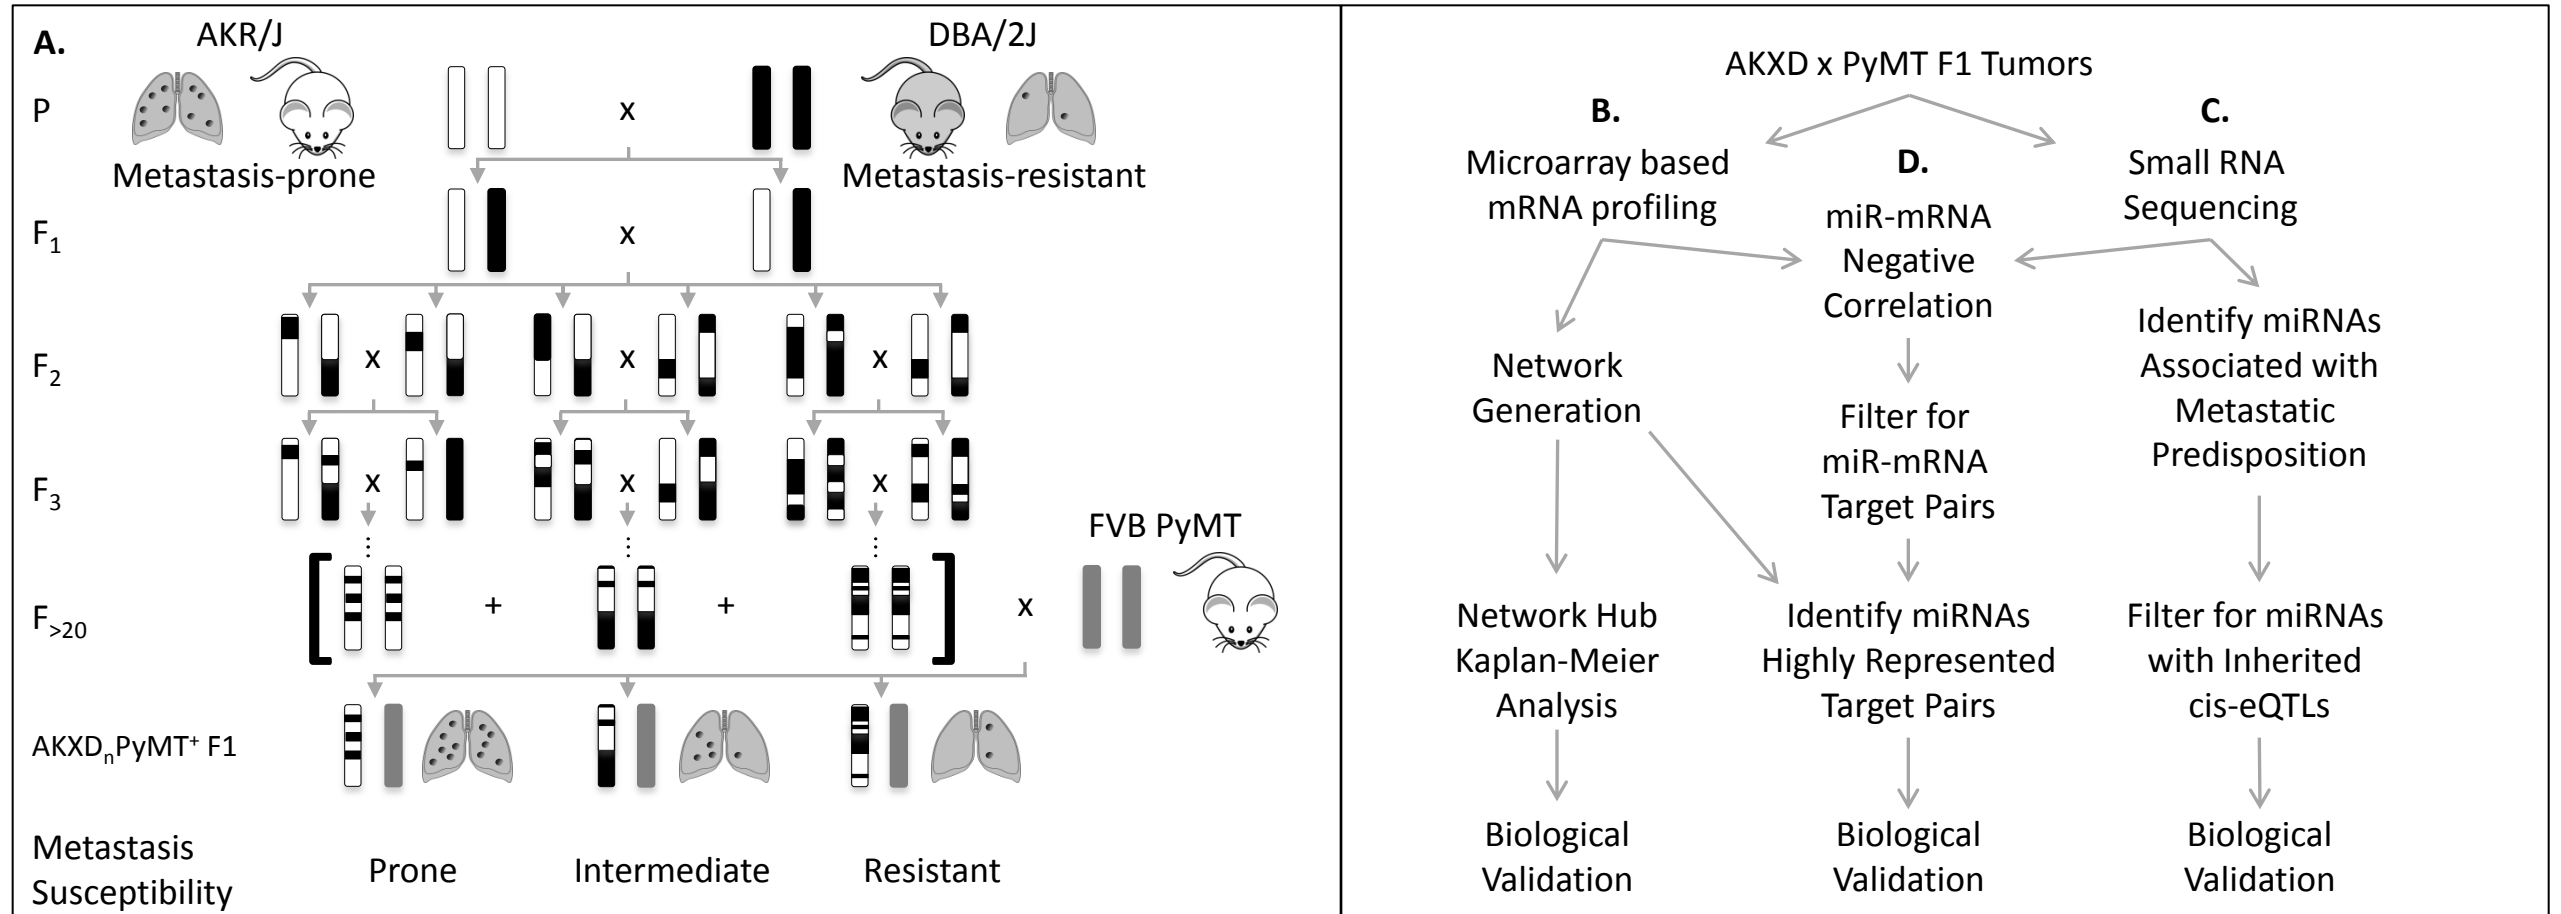 A.
AKR/J
DBA/2J
P
x
Metastasis-prone
Metastasis-resistant
F1
x
F2
x
x
x
F3
x
x
x
FVB PyMT
F>20
+
+
x
AKXDnPyMT+ F1
Metastasis
Susceptibility
Prone
Intermediate
Resistant
AKXD x PyMT F1 Tumors
B.
Microarray based
mRNA profiling
Network
Generation
Network Hub
Kaplan-Meier
Analysis
Biological
Validation
D.
miR-mRNA
Negative
Correlation
Filter for
miR-mRNA
Target Pairs
Identify miRNAs
Highly Represented
Target Pairs
Biological
Validation
C.
Small RNA
Sequencing
Identify miRNAs
Associated with
Metastatic
Predisposition
Filter for miRNAs
with Inherited
cis-eQTLs
Biological
Validation